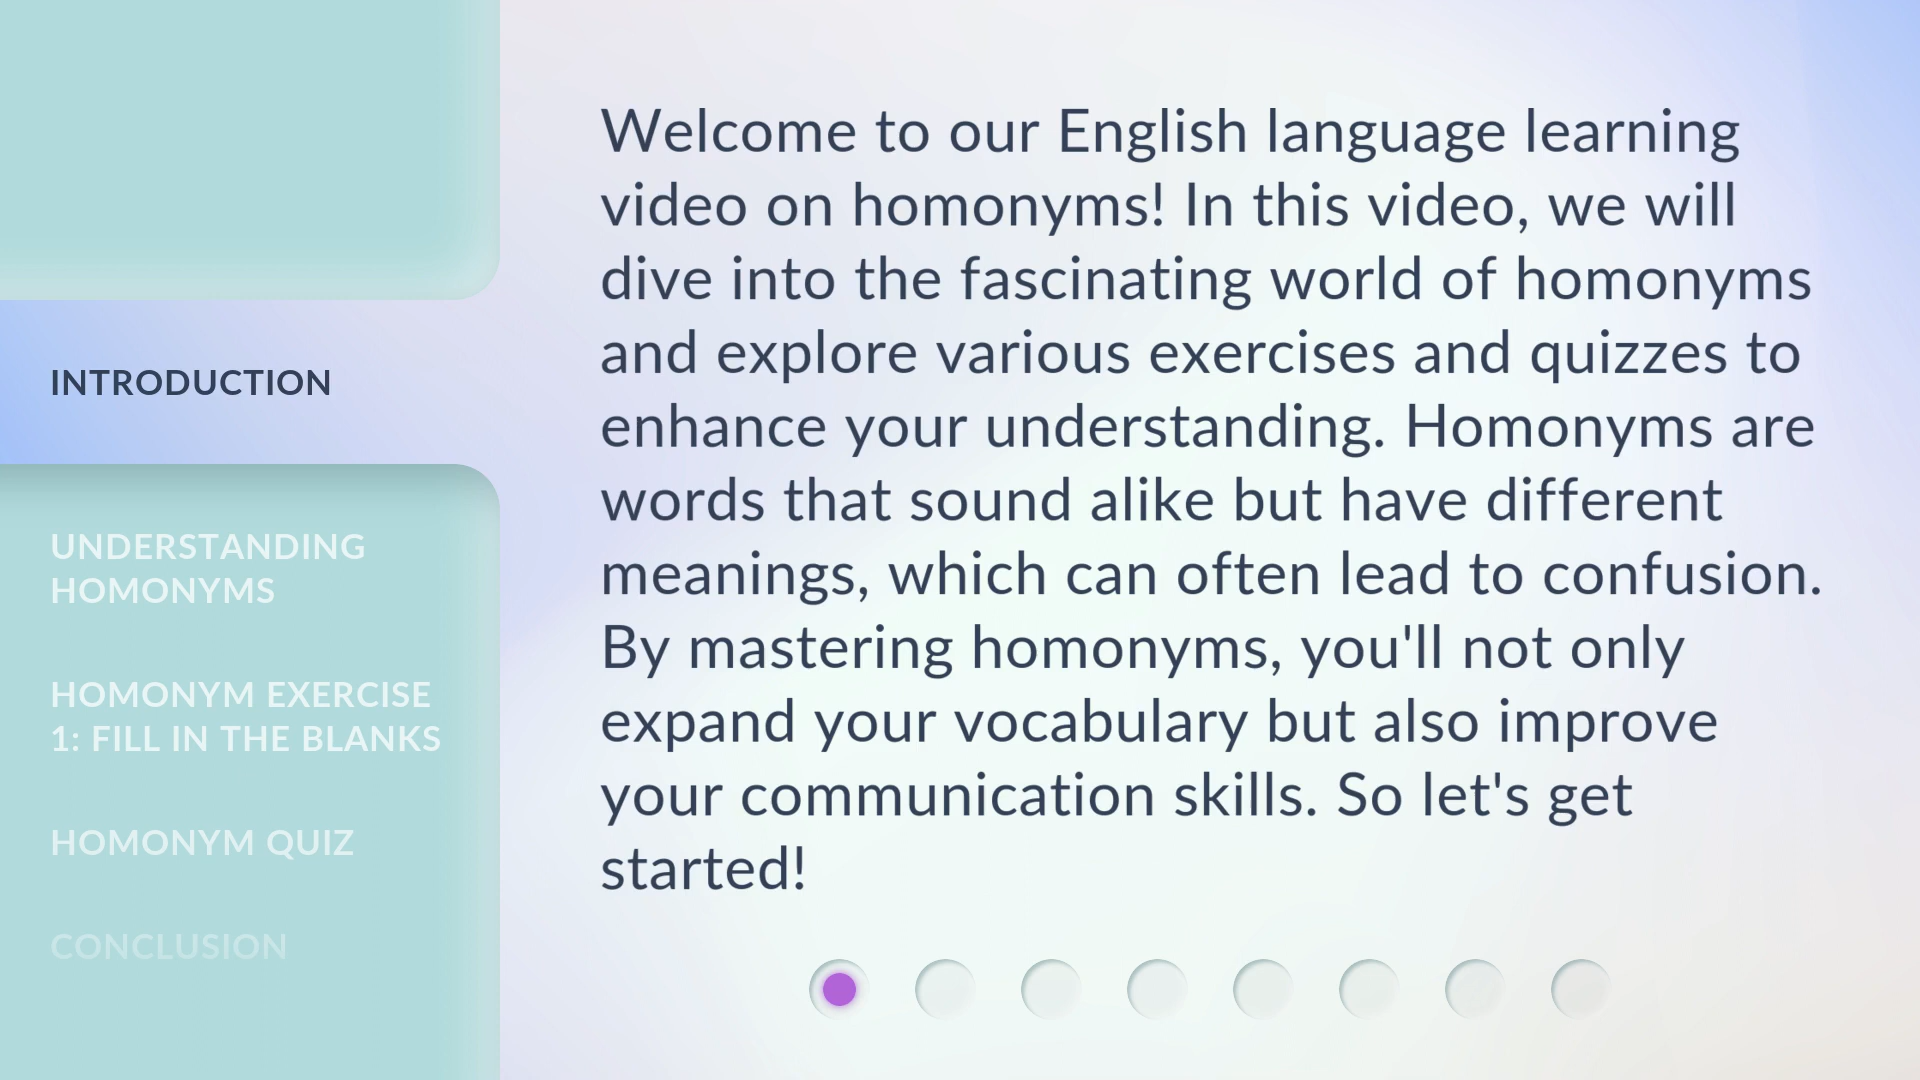 INTRODUCTION
UNDERSTANDING
HOMONYMS
HOMONYM EXERCISE
1: FILL IN THE BLANKS
HOMONYM QUIZ
CONCLUSION
Welcome to our English language learning
video on homonyms! In this video, we will
dive into the fascinating world of homonyms
and explore various exercises and quizzes to
enhance your understanding. Homonyms are
words that sound alike but have different
meanings, which can often lead to confusion.
By mastering homonyms, you'll not only
expand your vocabulary but also improve
your communication skills. So let's get
started!